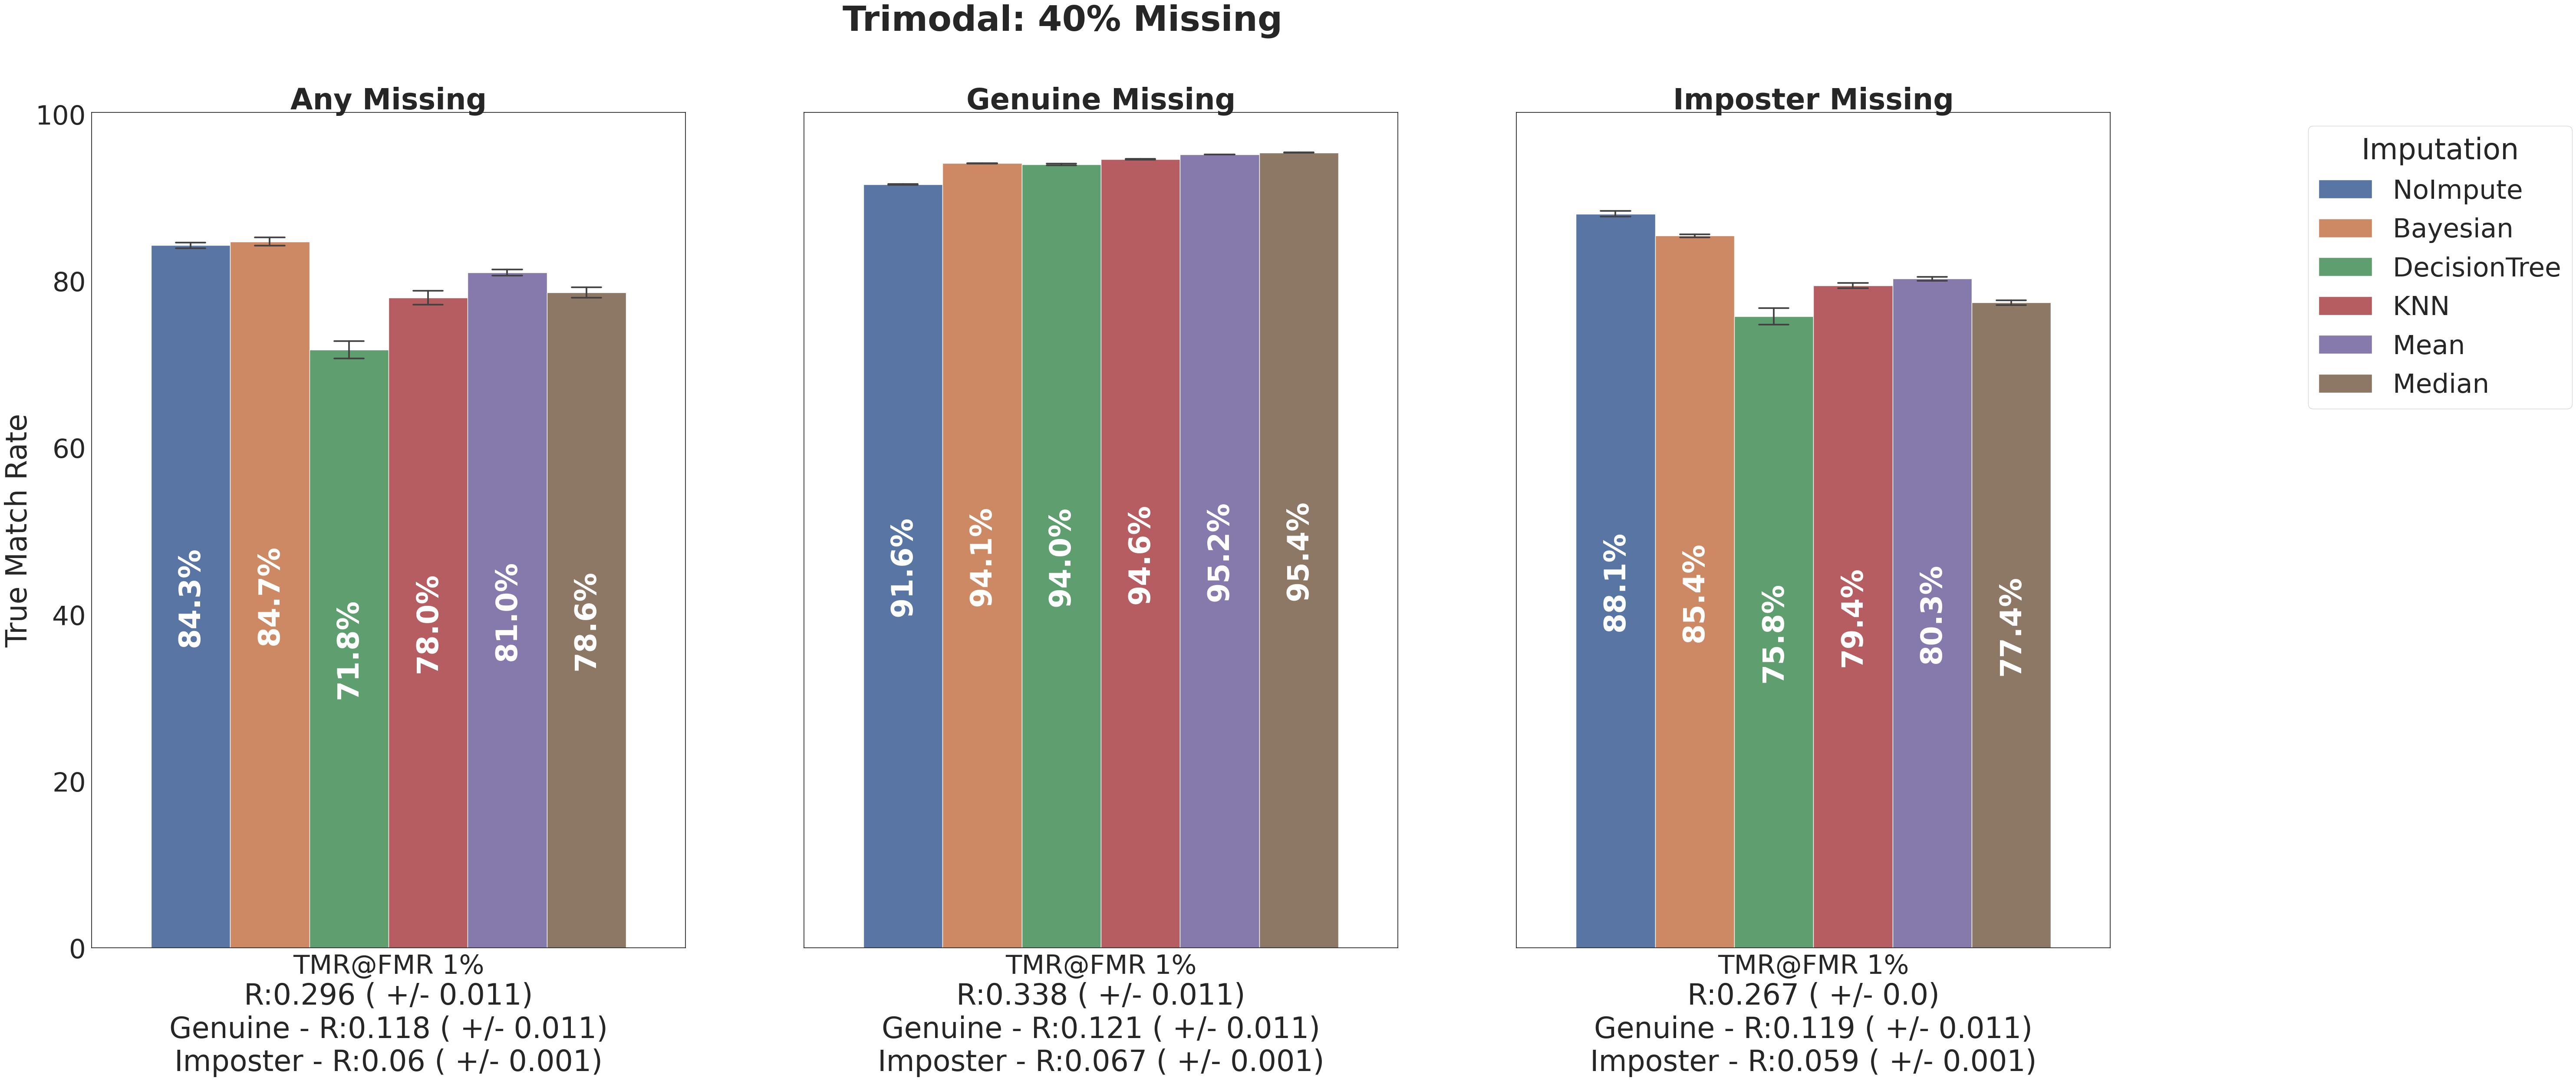 Trimodal: 40% Missing
Any Missing
Genuine Missing
Imposter Missing
True Match Rate
100
80
60
40
20
0
84.3%
84.7%
71.8%
78.0%
81.0%
78.6%
91.6%
94.1%
94.0%
94.6%
95.2%
95.4%
88.1%
85.4%
75.8%
79.4%
80.3%
77.4%
TMR@FMR 1%
R:0.296 ( +/- 0.011)
Genuine - R:0.118 ( +/- 0.011)
Imposter - R:0.06 ( +/- 0.001)
TMR@FMR 1%
R:0.338 ( +/- 0.011)
Genuine - R:0.121 ( +/- 0.011)
Imposter - R:0.067 ( +/- 0.001)
TMR@FMR 1%
R:0.267 ( +/- 0.0)
Genuine - R:0.119 ( +/- 0.011)
Imposter - R:0.059 ( +/- 0.001)
Imputation
NoImpute
Bayesian
DecisionTree
KNN
Mean
Median